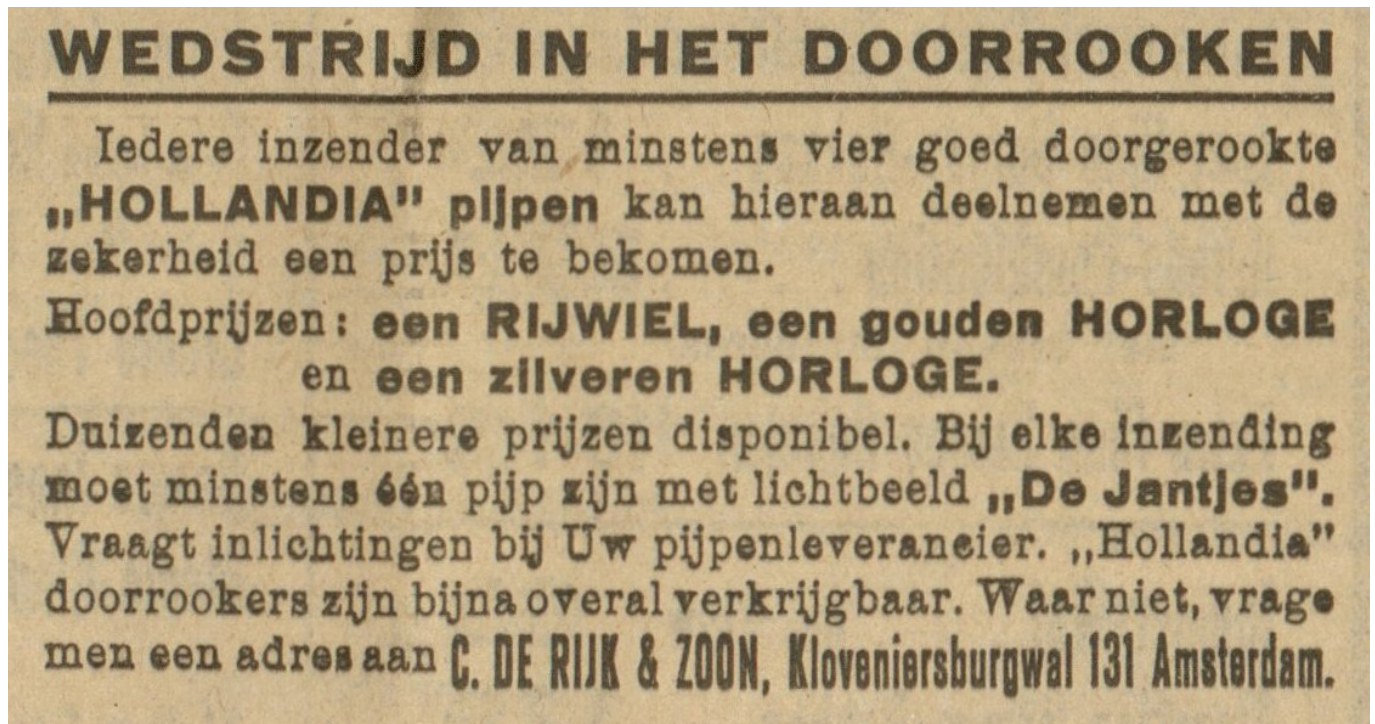 WEDSTRIJD IN HET DOORROOKEN
Iedere inzender van minstens vier goed doorgerookte
„HOLLANDIA” pijpen kan hieraan deelnemen met de
zekerheid een prijs te bekomen.
Hoofdprijzen: een RIJWIEL, een gouden HORLOGE
en een zilveren HORLOGE.
Duizenden kleinere prijzen disponibel. Bij elke inzending
moet minstens één pijp zijn met lichtbeeld „De Jantjes”.
Vraagt inlichtingen bij Uw pijpenleverancier. „Hollandia”
doorrookers zijn bijna overal verkrijgbaar. Waar niet, vrage
men een adres aan C. DE RIJK & ZOON, Kloveniersburgwal 131 Amsterdam.